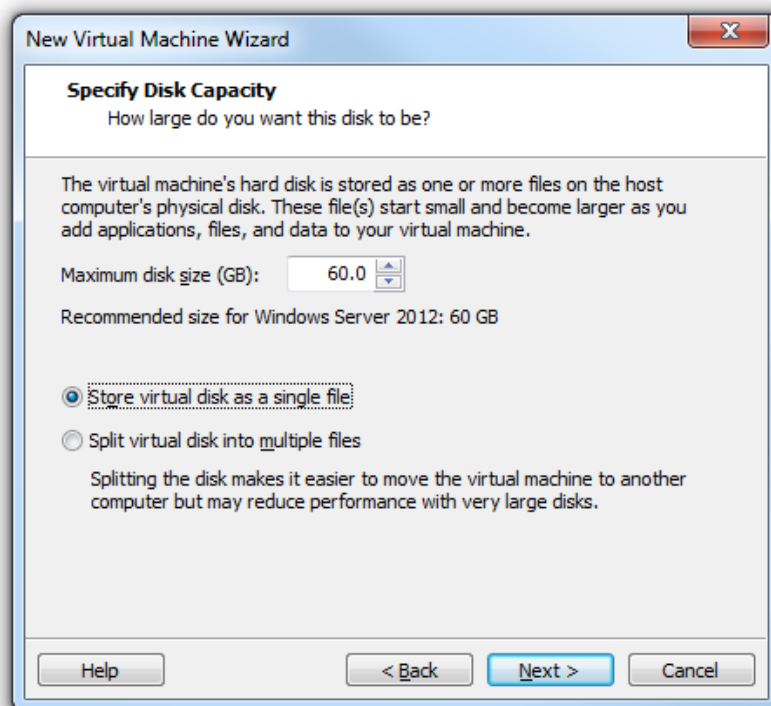 New Virtual Machine Wizard
Specify Disk Capacity
How large do you want this disk to be?
The virtual machine's hard disk is stored as one or more files on the host
computer's physical disk. These file(s) start small and become larger as you
add applications, files, and data to your virtual machine.
Maximum disk size (GB): 60.0
Recommended size for Windows Server 2012: 60 GB
Store virtual disk as a single file
Split virtual disk into multiple files
Splitting the disk makes it easier to move the virtual machine to another
computer but may reduce performance with very large disks.
Help < Back Next > Cancel